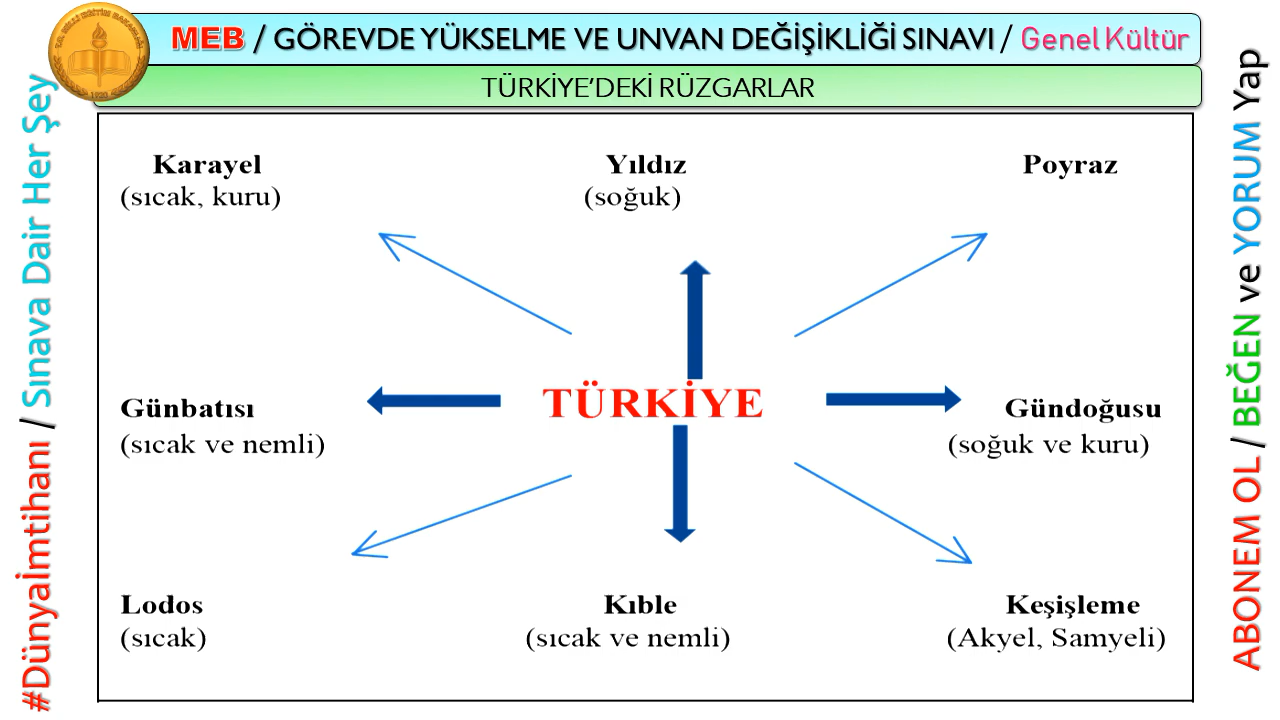 MEB / GÖREVDE YÜKSELME VE UNVAN DEĞİŞİKLİĞİ SINAVI / Genel Kültür
TÜRKİYE'DEKİ RÜZGARLAR
#Dünyaİmtihanı / Sınava Dair Her Şey
Karayel
(sıcak, kuru)
Yıldız
(soğuk)
Poyraz
Günbatısı
(sıcak ve nemli)
TÜRKİYE
Gündoğusu
(soğuk ve kuru)
Lodos
(sıcak)
Kıble
(sıcak ve nemli)
Keşişleme
(Akyel, Samyeli)
ABONEM OL / BEĞEN ve YORUM Yap